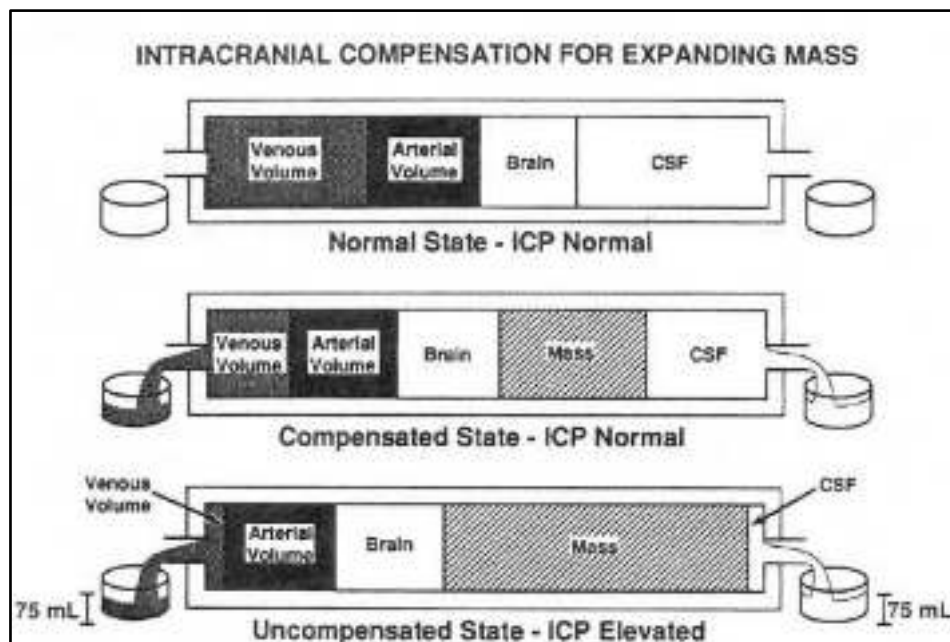 INTRACRANIAL COMPENSATION FOR EXPANDING MASS
Venous
Volume
Arterial
Volume
Brain
CSF
Normal State - ICP Normal
Venous
Volume
Arterial
Volume
Brain
Mass
CSF
Compensated State - ICP Normal
Venous
Volume
CSF
Arterial
Volume
Brain
Mass
75 mL
75 mL
Uncompensated State - ICP Elevated